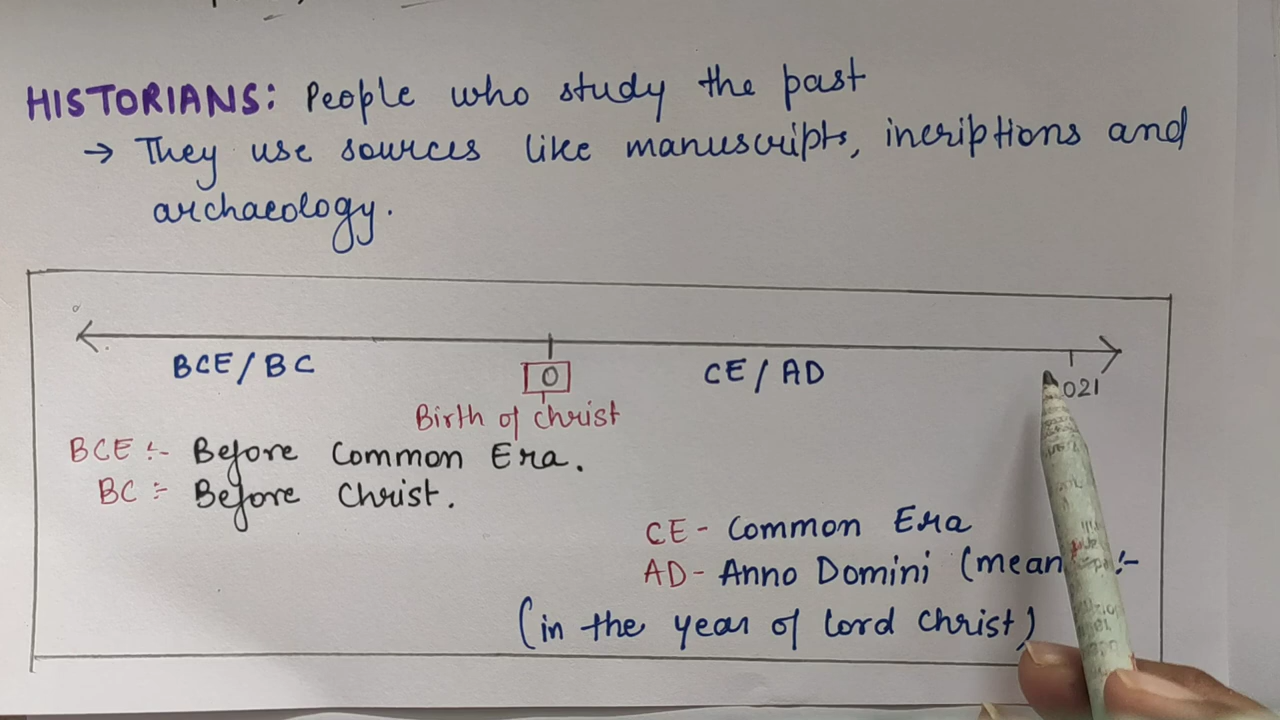 HISTORIANS: People who study the past
→ They use sources like manuscripts, incriptions and
archaeology.
BCE / BC
0
CE / AD
021
Birth of christ
BCE :- Before Common Era.
BC :- Before Christ.
CE - Common Era
AD - Anno Domini (mean :-
(in the year of lord christ)